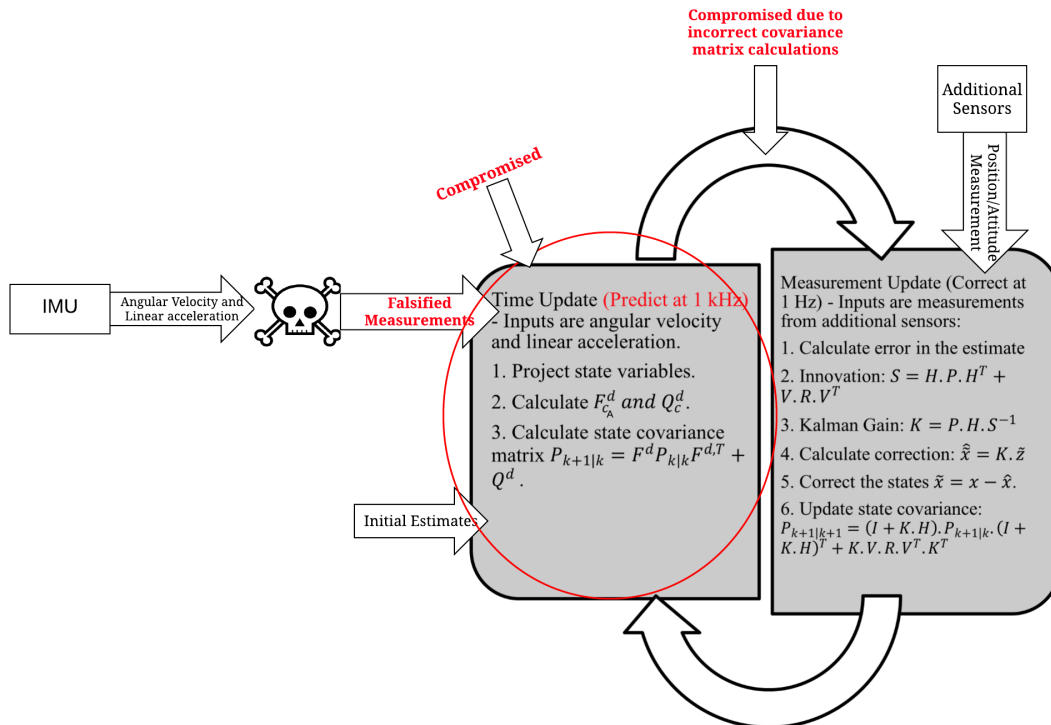 Compromised due to
incorrect covariance
matrix calculations
Additional
Sensors
Position/Attitude
Measurement
Compromised
IMU
Angular Velocity and
Linear acceleration
Falsified
Measurements
Time Update (Predict at 1 kHz)
- Inputs are angular velocity
and linear acceleration.
1. Project state variables.
2. Calculate $F^d_{C_A}$ and $Q^d_C$.
3. Calculate state covariance
matrix $P_{k+1|k} = F^d P_{k|k} F^{d,T} +$
$Q^d$ .
Initial Estimates
Measurement Update (Correct at
1 Hz) - Inputs are measurements
from additional sensors:
1. Calculate error in the estimate
2. Innovation: $S = H.P.H^T +$
$V.R.V^T$
3. Kalman Gain: $K = P.H.S^{-1}$
4. Calculate correction: $\hat{\tilde{x}} = K.\tilde{z}$
5. Correct the states $\tilde{x} = x - \hat{x}$.
6. Update state covariance:
$P_{k+1|k+1} = (I + K.H).P_{k+1|k}.(I +$
$K.H)^T + K.V.R.V^T.K^T$